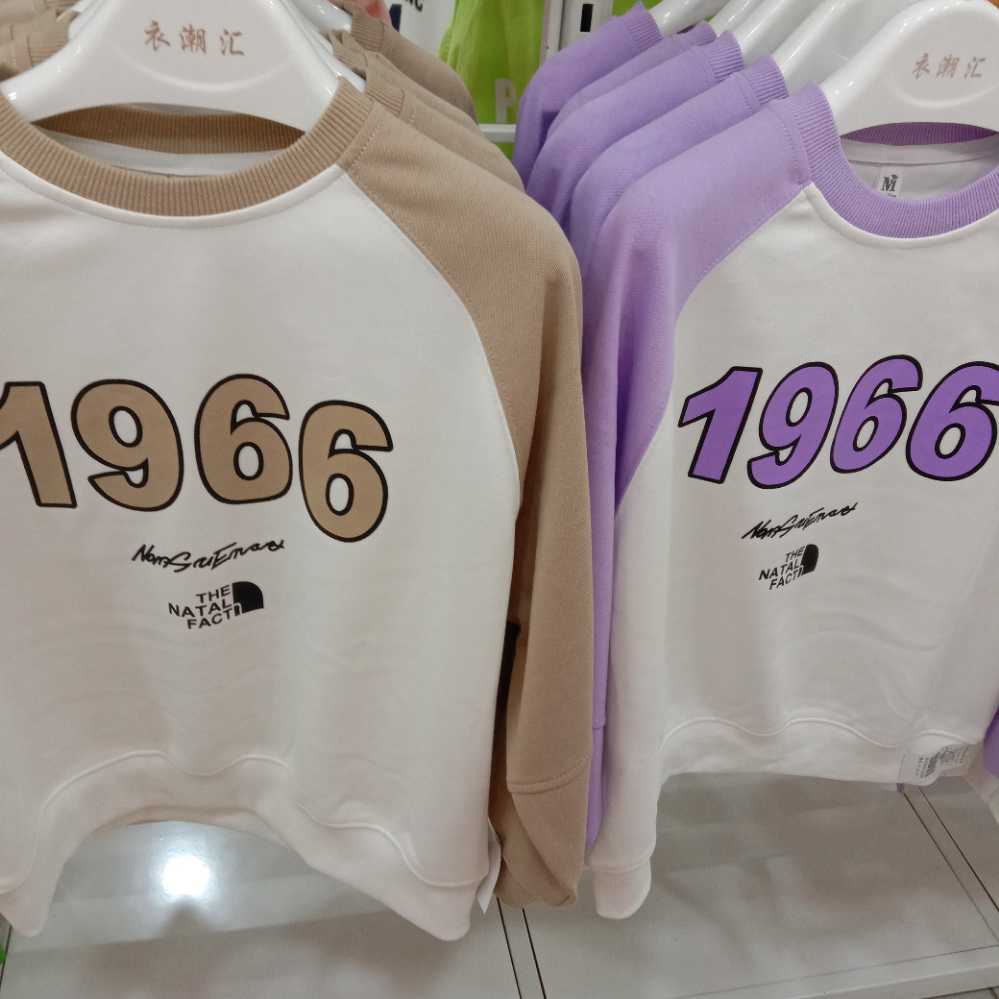 衣潮汇
1966
THE
NATAL
FACT
衣潮汇
M
1966
THE
NATAL
FACT